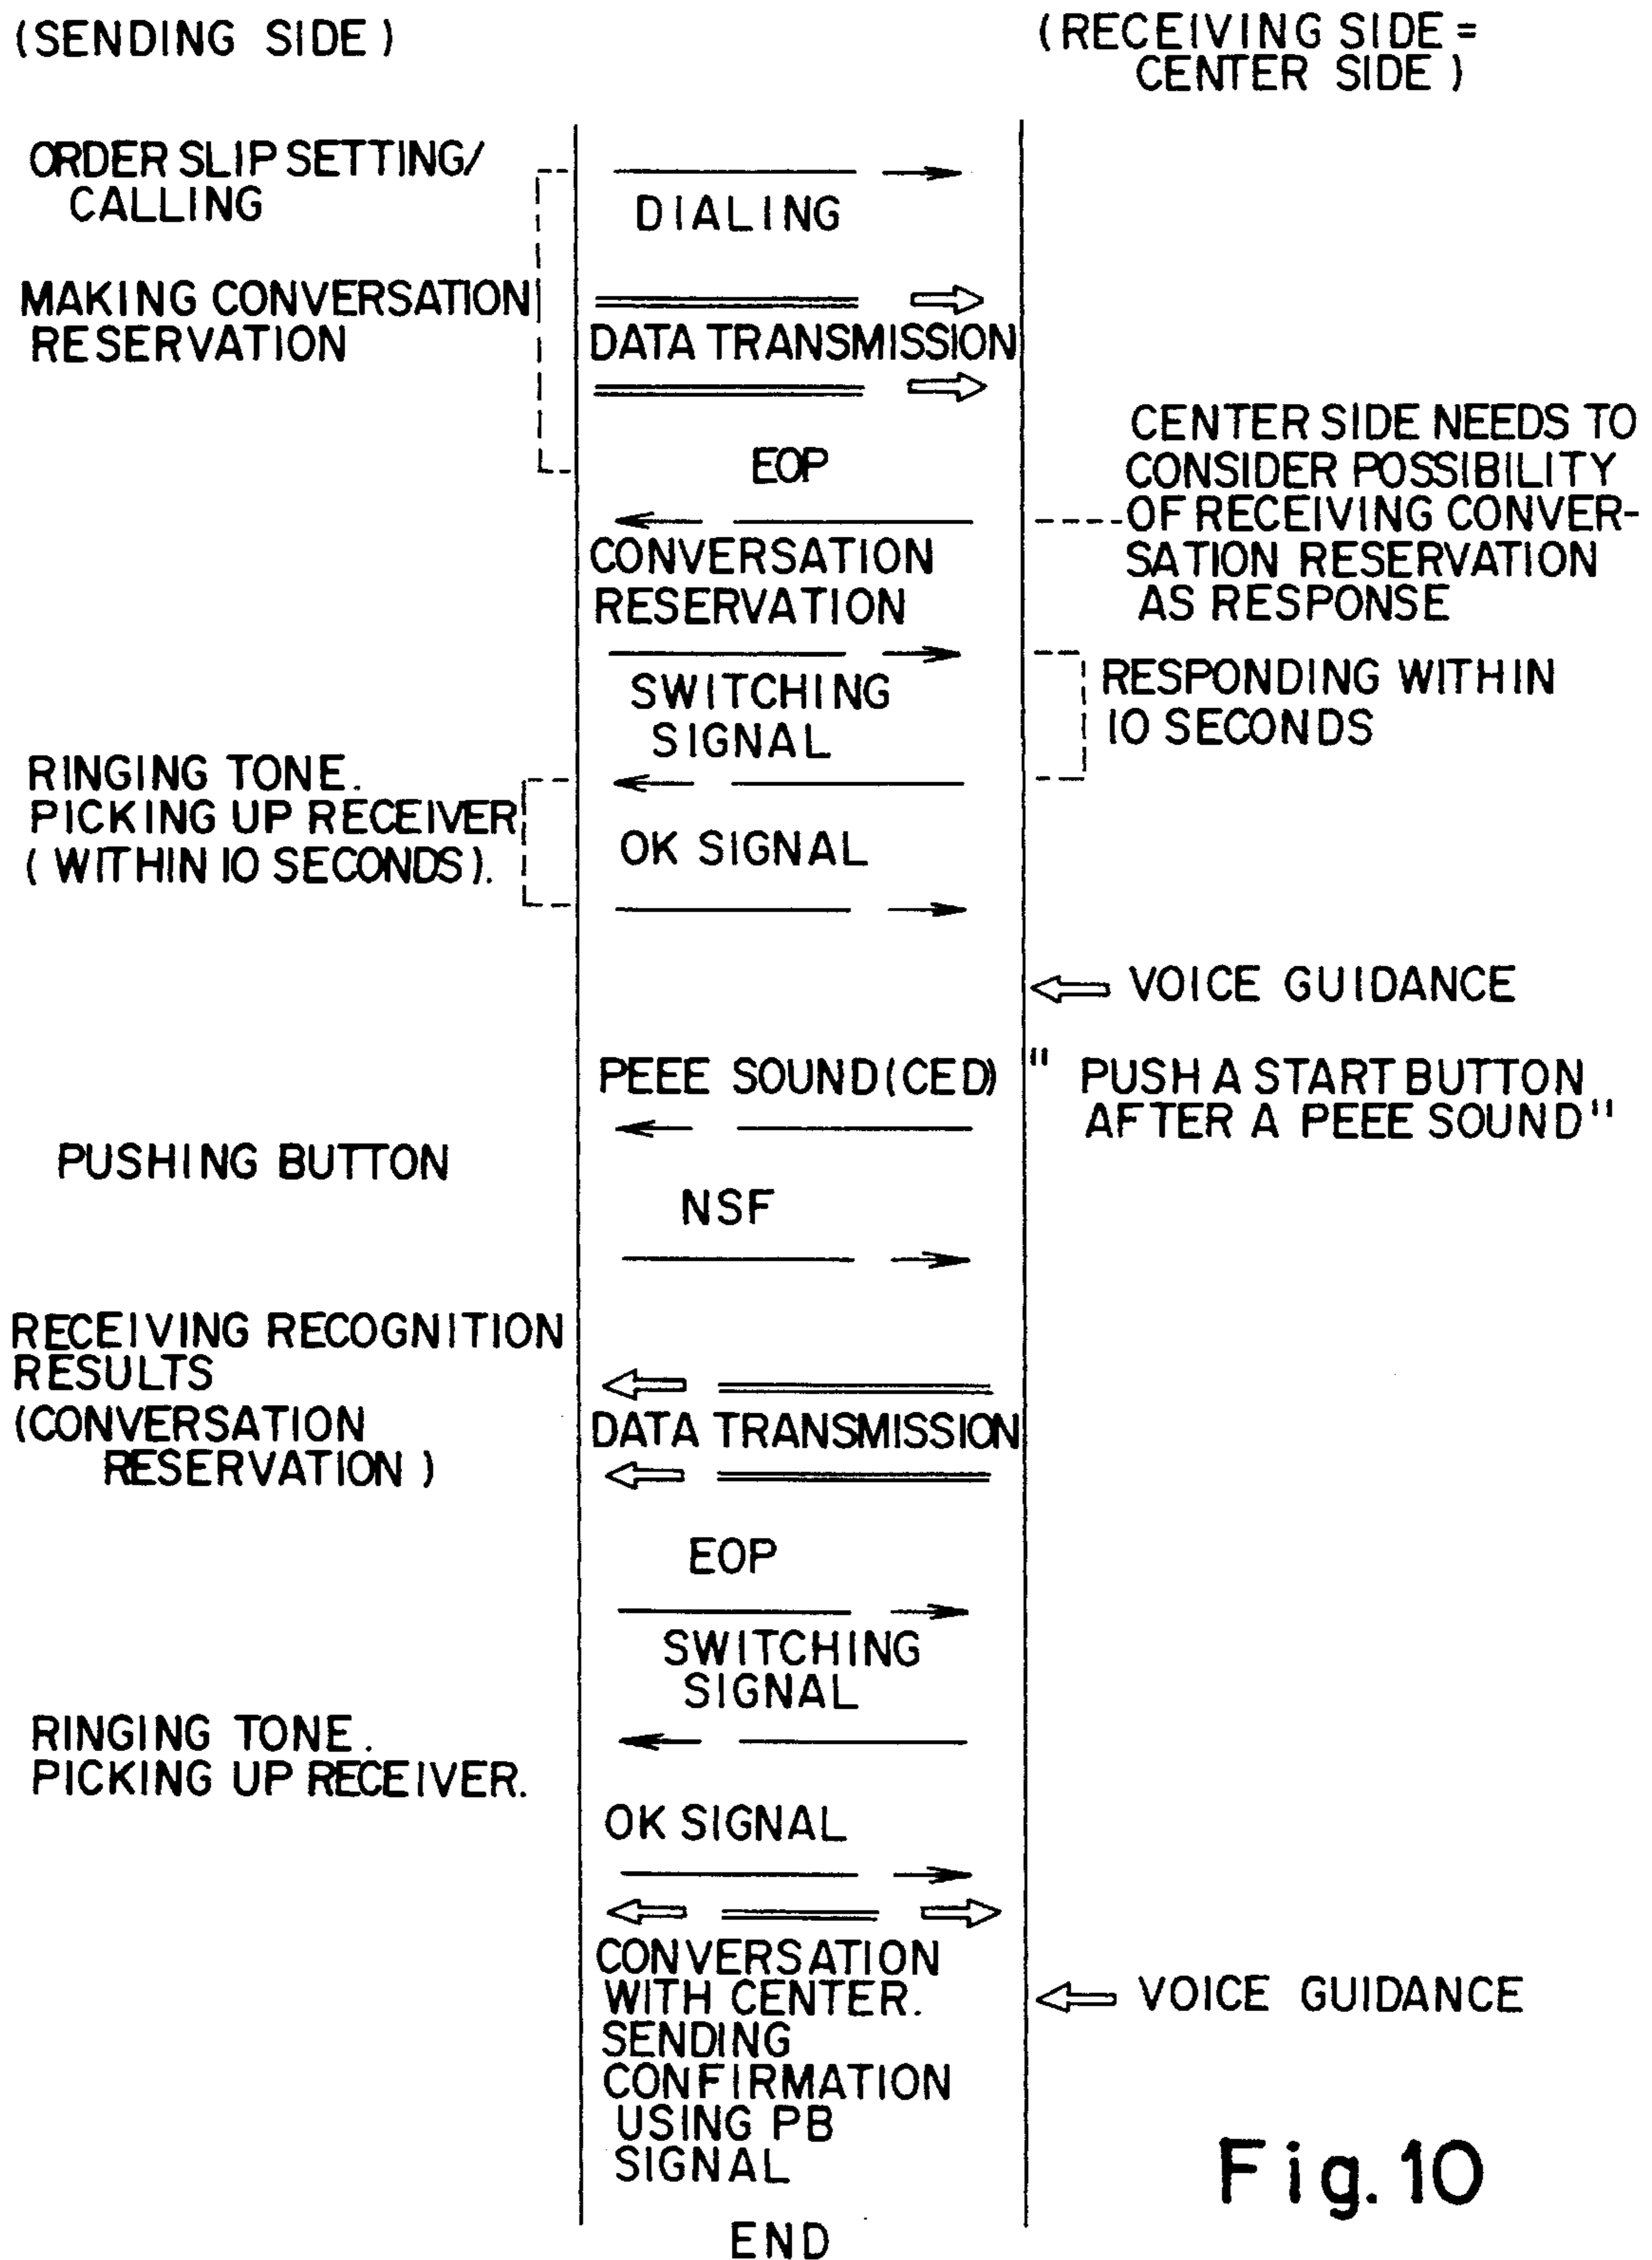 (SENDING SIDE)
(RECEIVING SIDE =
CENTER SIDE)
ORDER SLIP SETTING/
CALLING
DIALING
MAKING CONVERSATION
RESERVATION
DATA TRANSMISSION
EOP
CENTER SIDE NEEDS TO
CONSIDER POSSIBILITY
OF RECEIVING CONVER-
SATION RESERVATION
AS RESPONSE
CONVERSATION
RESERVATION
SWITCHING
SIGNAL
RESPONDING WITHIN
10 SECONDS
RINGING TONE.
PICKING UP RECEIVER
(WITHIN 10 SECONDS).
OK SIGNAL
VOICE GUIDANCE
PEEE SOUND(CED)
" PUSH A START BUTTON
AFTER A PEEE SOUND"
PUSHING BUTTON
NSF
RECEIVING RECOGNITION
RESULTS
(CONVERSATION
RESERVATION)
DATA TRANSMISSION
EOP
SWITCHING
SIGNAL
RINGING TONE.
PICKING UP RECEIVER.
OK SIGNAL
CONVERSATION
WITH CENTER.
SENDING
CONFIRMATION
USING PB
SIGNAL
VOICE GUIDANCE
END
Fig. 10